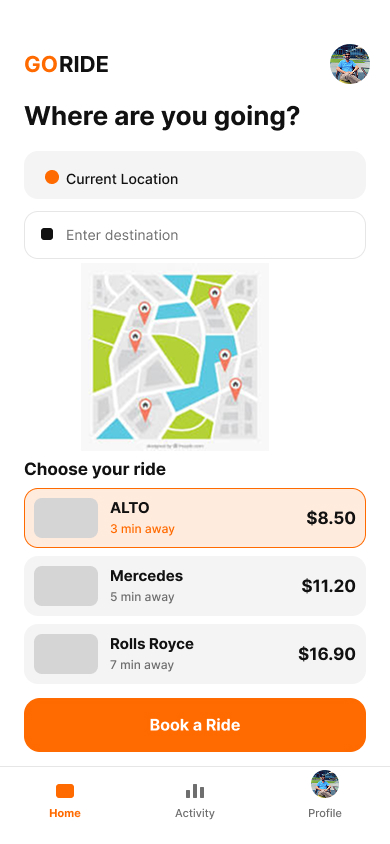 GORIDE
Where are you going?
Current Location
Enter destination
Choose your ride
ALTO
3 min away
$8.50
Mercedes
5 min away
$11.20
Rolls Royce
7 min away
$16.90
Book a Ride
Home
Activity
Profile